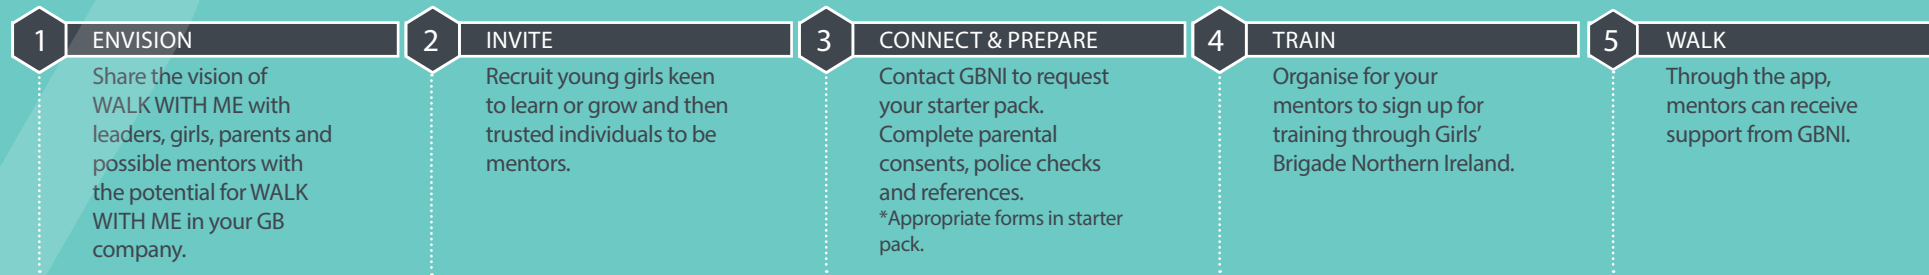 1 ENVISION
Share the vision of
WALK WITH ME with
leaders, girls, parents and
possible mentors with
the potential for WALK
WITH ME in your GB
company.
2 INVITE
Recruit young girls keen
to learn or grow and then
trusted individuals to be
mentors.
3 CONNECT & PREPARE
Contact GBNI to request
your starter pack.
Complete parental
consents, police checks
and references.
*Appropriate forms in starter
pack.
4 TRAIN
Organise for your
mentors to sign up for
training through Girls’
Brigade Northern Ireland.
5 WALK
Through the app,
mentors can receive
support from GBNI.